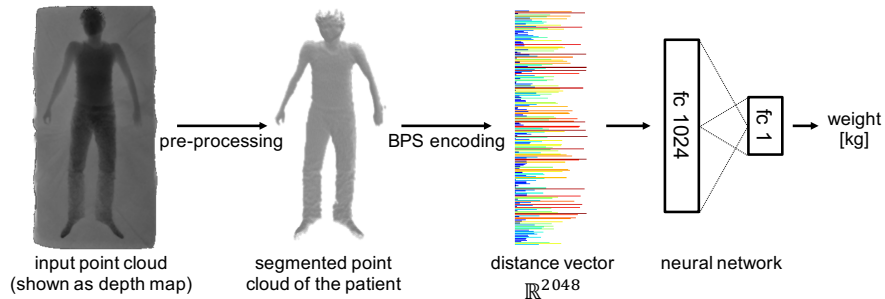 pre-processing
BPS encoding
fc 1024
fc 1
weight
[kg]
input point cloud
(shown as depth map)
segmented point
cloud of the patient
distance vector
ℝ²⁰⁴⁸
neural network